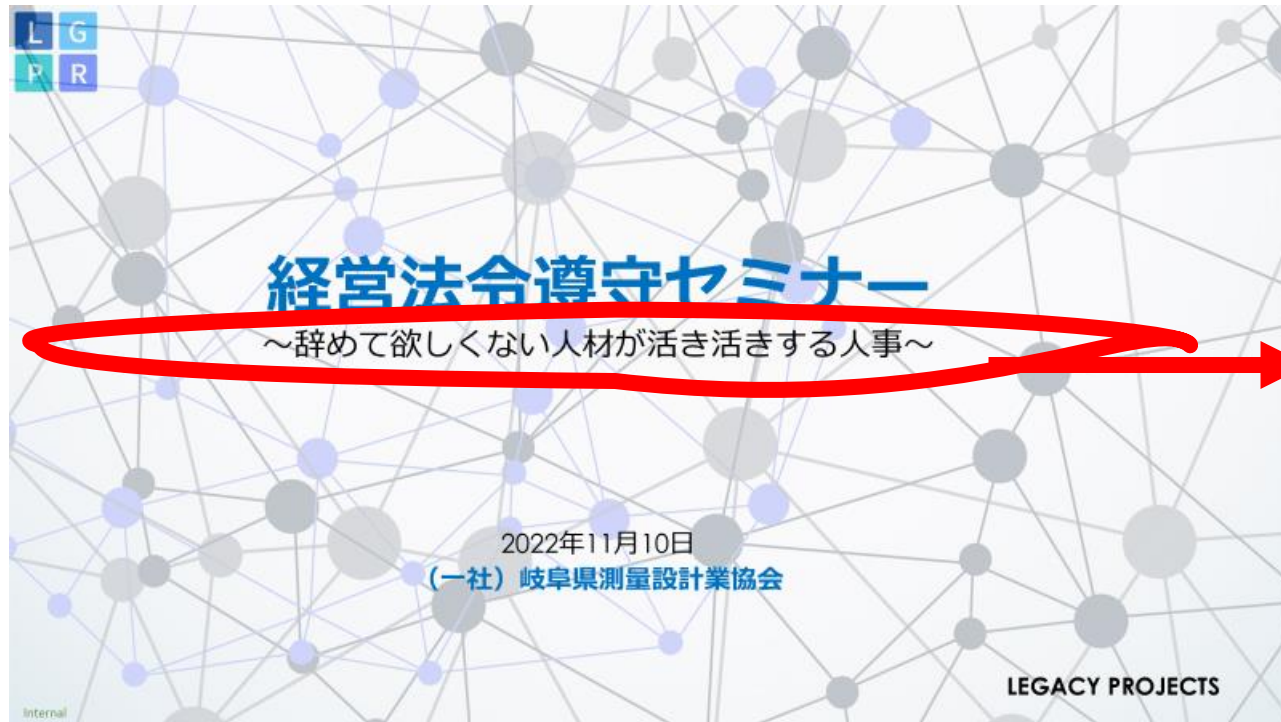 L G
P R
経営法令遵守セミナー
～辞めて欲しくない人材が活き活きする人事～
2022年11月10日
（一社）岐阜県測量設計業協会
LEGACY PROJECTS
Internal